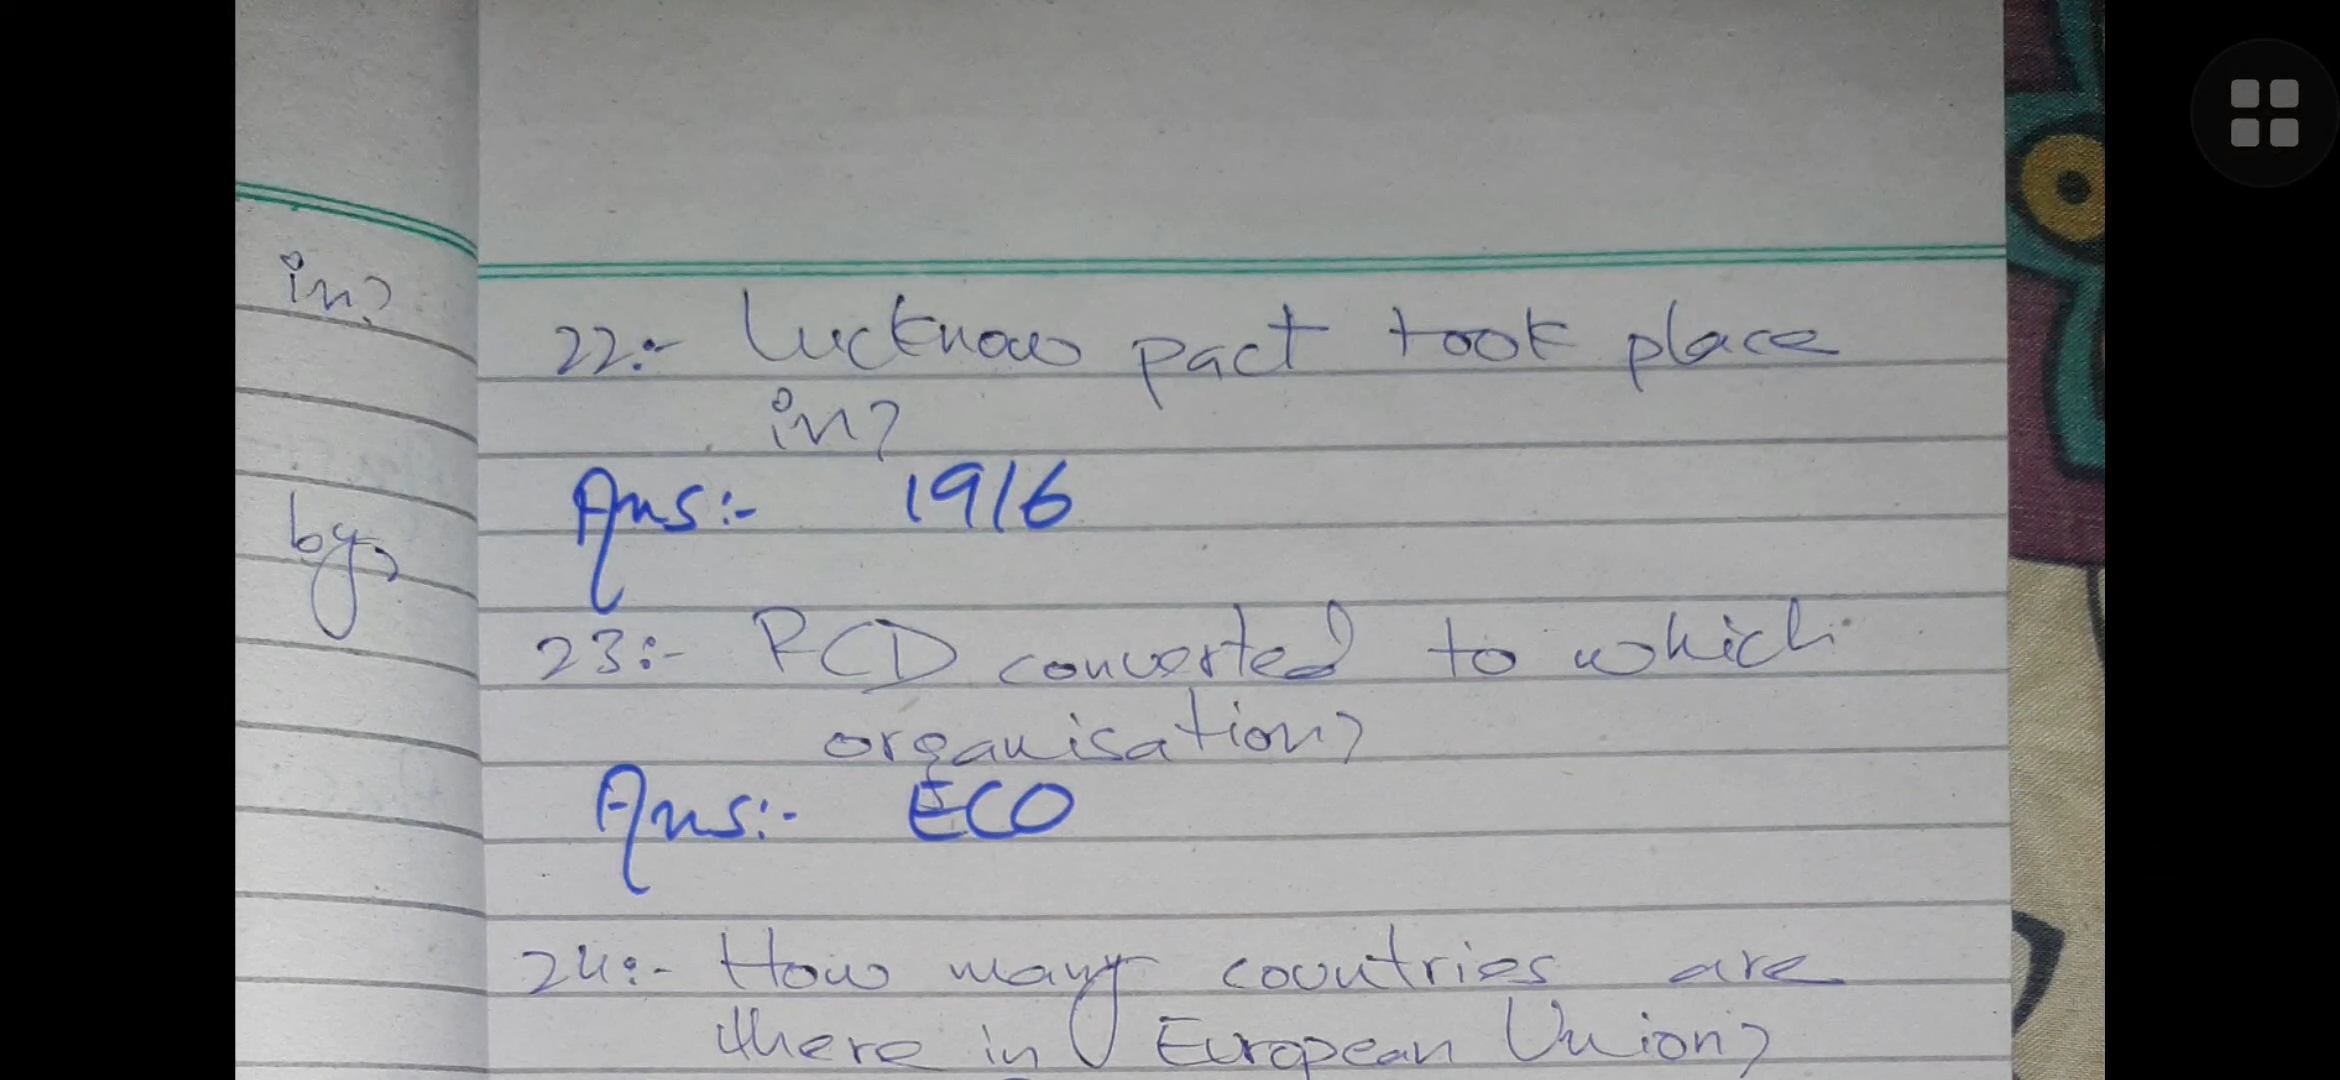 in?
by?
22:- Lucknow pact took place
in?
Ans:- 1916
23:- RCD converted to which
organisation?
Ans:- ECO
24:- How many countries are
there in European Union?